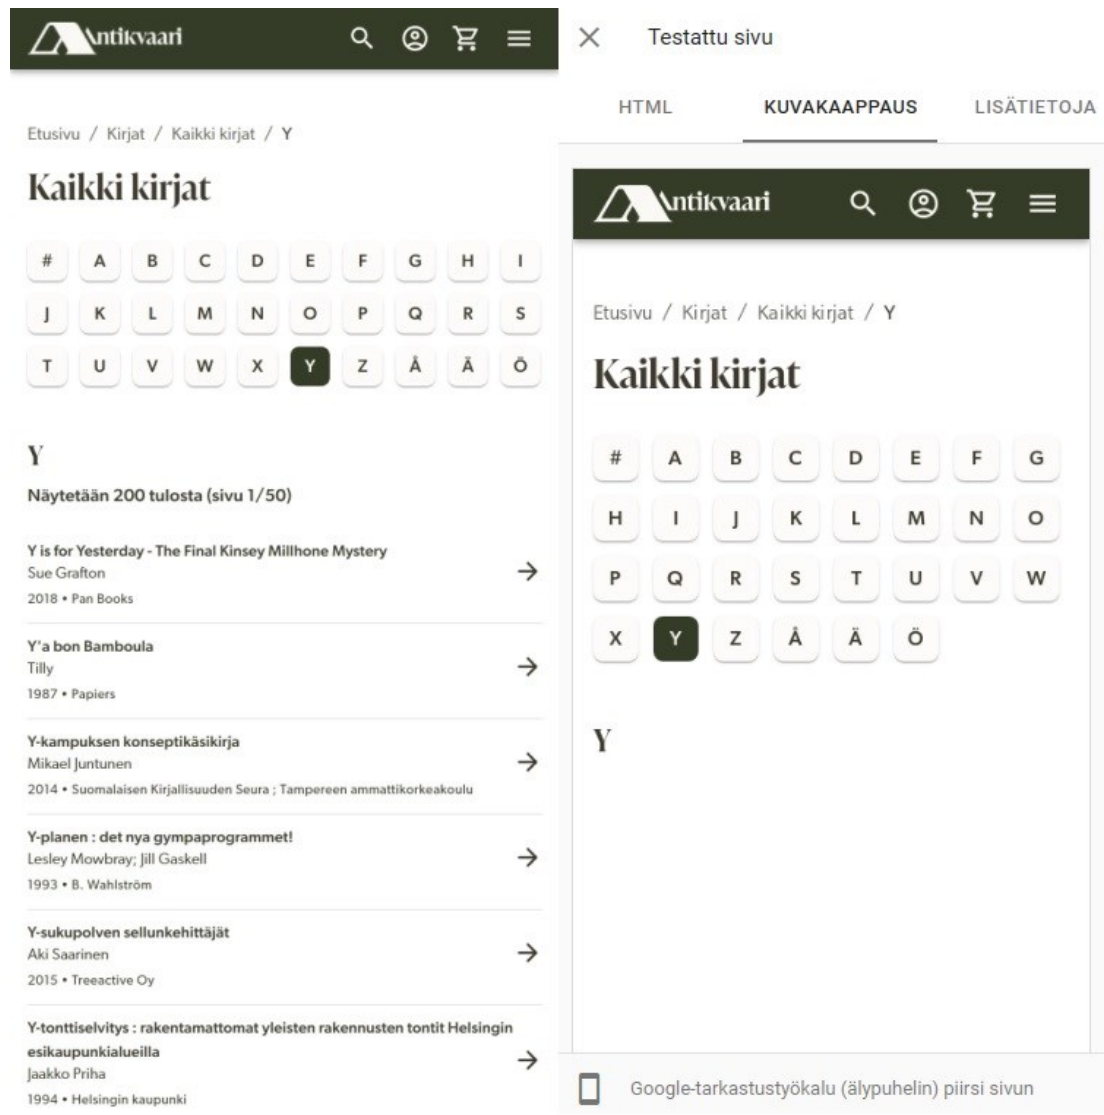 Antikvaari
Etusivu / Kirjat / Kaikki kirjat / Y
Kaikki kirjat
# A B C D E F G H I
J K L M N O P Q R S
T U V W X Y Z Å Ä Ö
Y
Näytetään 200 tulosta (sivu 1/50)
Y is for Yesterday - The Final Kinsey Millhone Mystery
Sue Grafton
2018 • Pan Books
Y'a bon Bamboula
Tilly
1987 • Papiers
Y-kampuksen konseptikäsikirja
Mikael Juntunen
2014 • Suomalaisen Kirjallisuuden Seura ; Tampereen ammattikorkeakoulu
Y-planen : det nya gympaprogrammet!
Lesley Mowbray; Jill Gaskell
1993 • B. Wahlström
Y-sukupolven sellunkehittäjät
Aki Saarinen
2015 • Treeactive Oy
Y-tonttiselvitys : rakentamattomat yleisten rakennusten tontit Helsingin
esikaupunkialueilla
Jaakko Priha
1994 • Helsingin kaupunki
Testattu sivu
HTML KUVAKAAPPAUS LISÄTIETOJA
Antikvaari
Etusivu / Kirjat / Kaikki kirjat / Y
Kaikki kirjat
# A B C D E F G
H I J K L M N O
P Q R S T U V W
X Y Z Å Ä Ö
Y
Google-tarkastustyökalu (älypuhelin) piirsi sivun